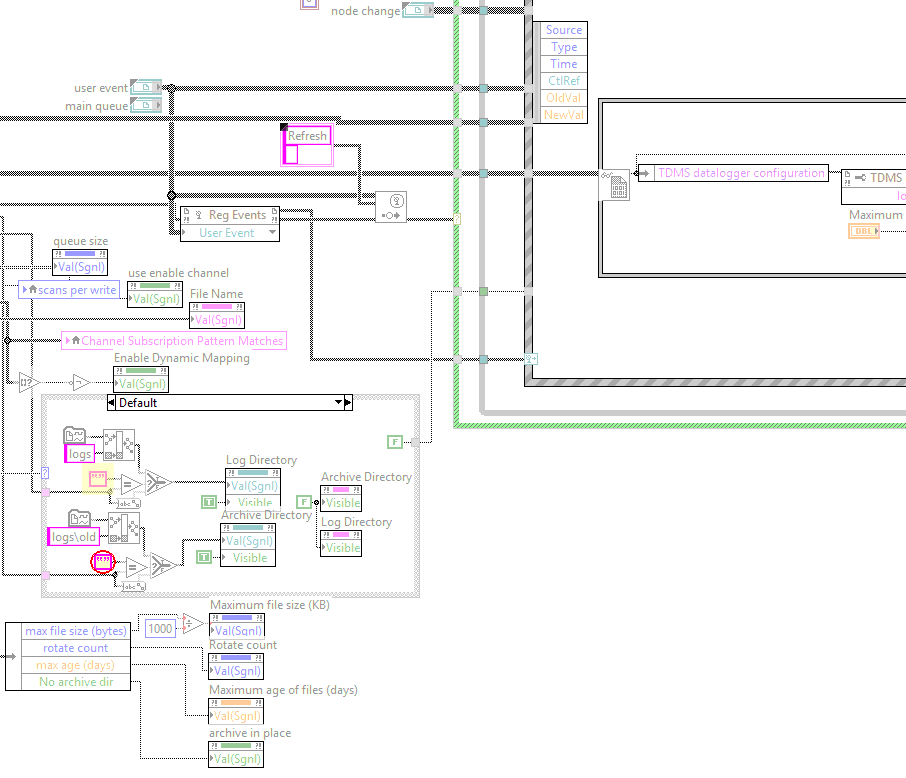 node change
Source
Type
Time
CtlRef
OldVal
NewVal
user event
main queue
Refresh
TDMS datalogger configuration
TDMS
lo
Maximum
DBL
Reg Events
User Event
queue size
Val(Sgnl)
scans per write
use enable channel
Val(Sgnl)
File Name
Val(Sgnl)
Channel Subscription Pattern Matches
Enable Dynamic Mapping
Val(Sgnl)
Default
F
logs
""
=
T
F
?
abc
Log Directory
Val(Sgnl)
Visible
Archive Directory
Visible
Archive Directory
Val(Sgnl)
Visible
Log Directory
Visible
logs\old
""
=
T
F
?
abc
T
F
T
Maximum file size (KB)
1000
Val(Sgnl)
max file size (bytes)
rotate count
max age (days)
No archive dir
Rotate count
Val(Sgnl)
Maximum age of files (days)
Val(Sgnl)
archive in place
Val(Sgnl)